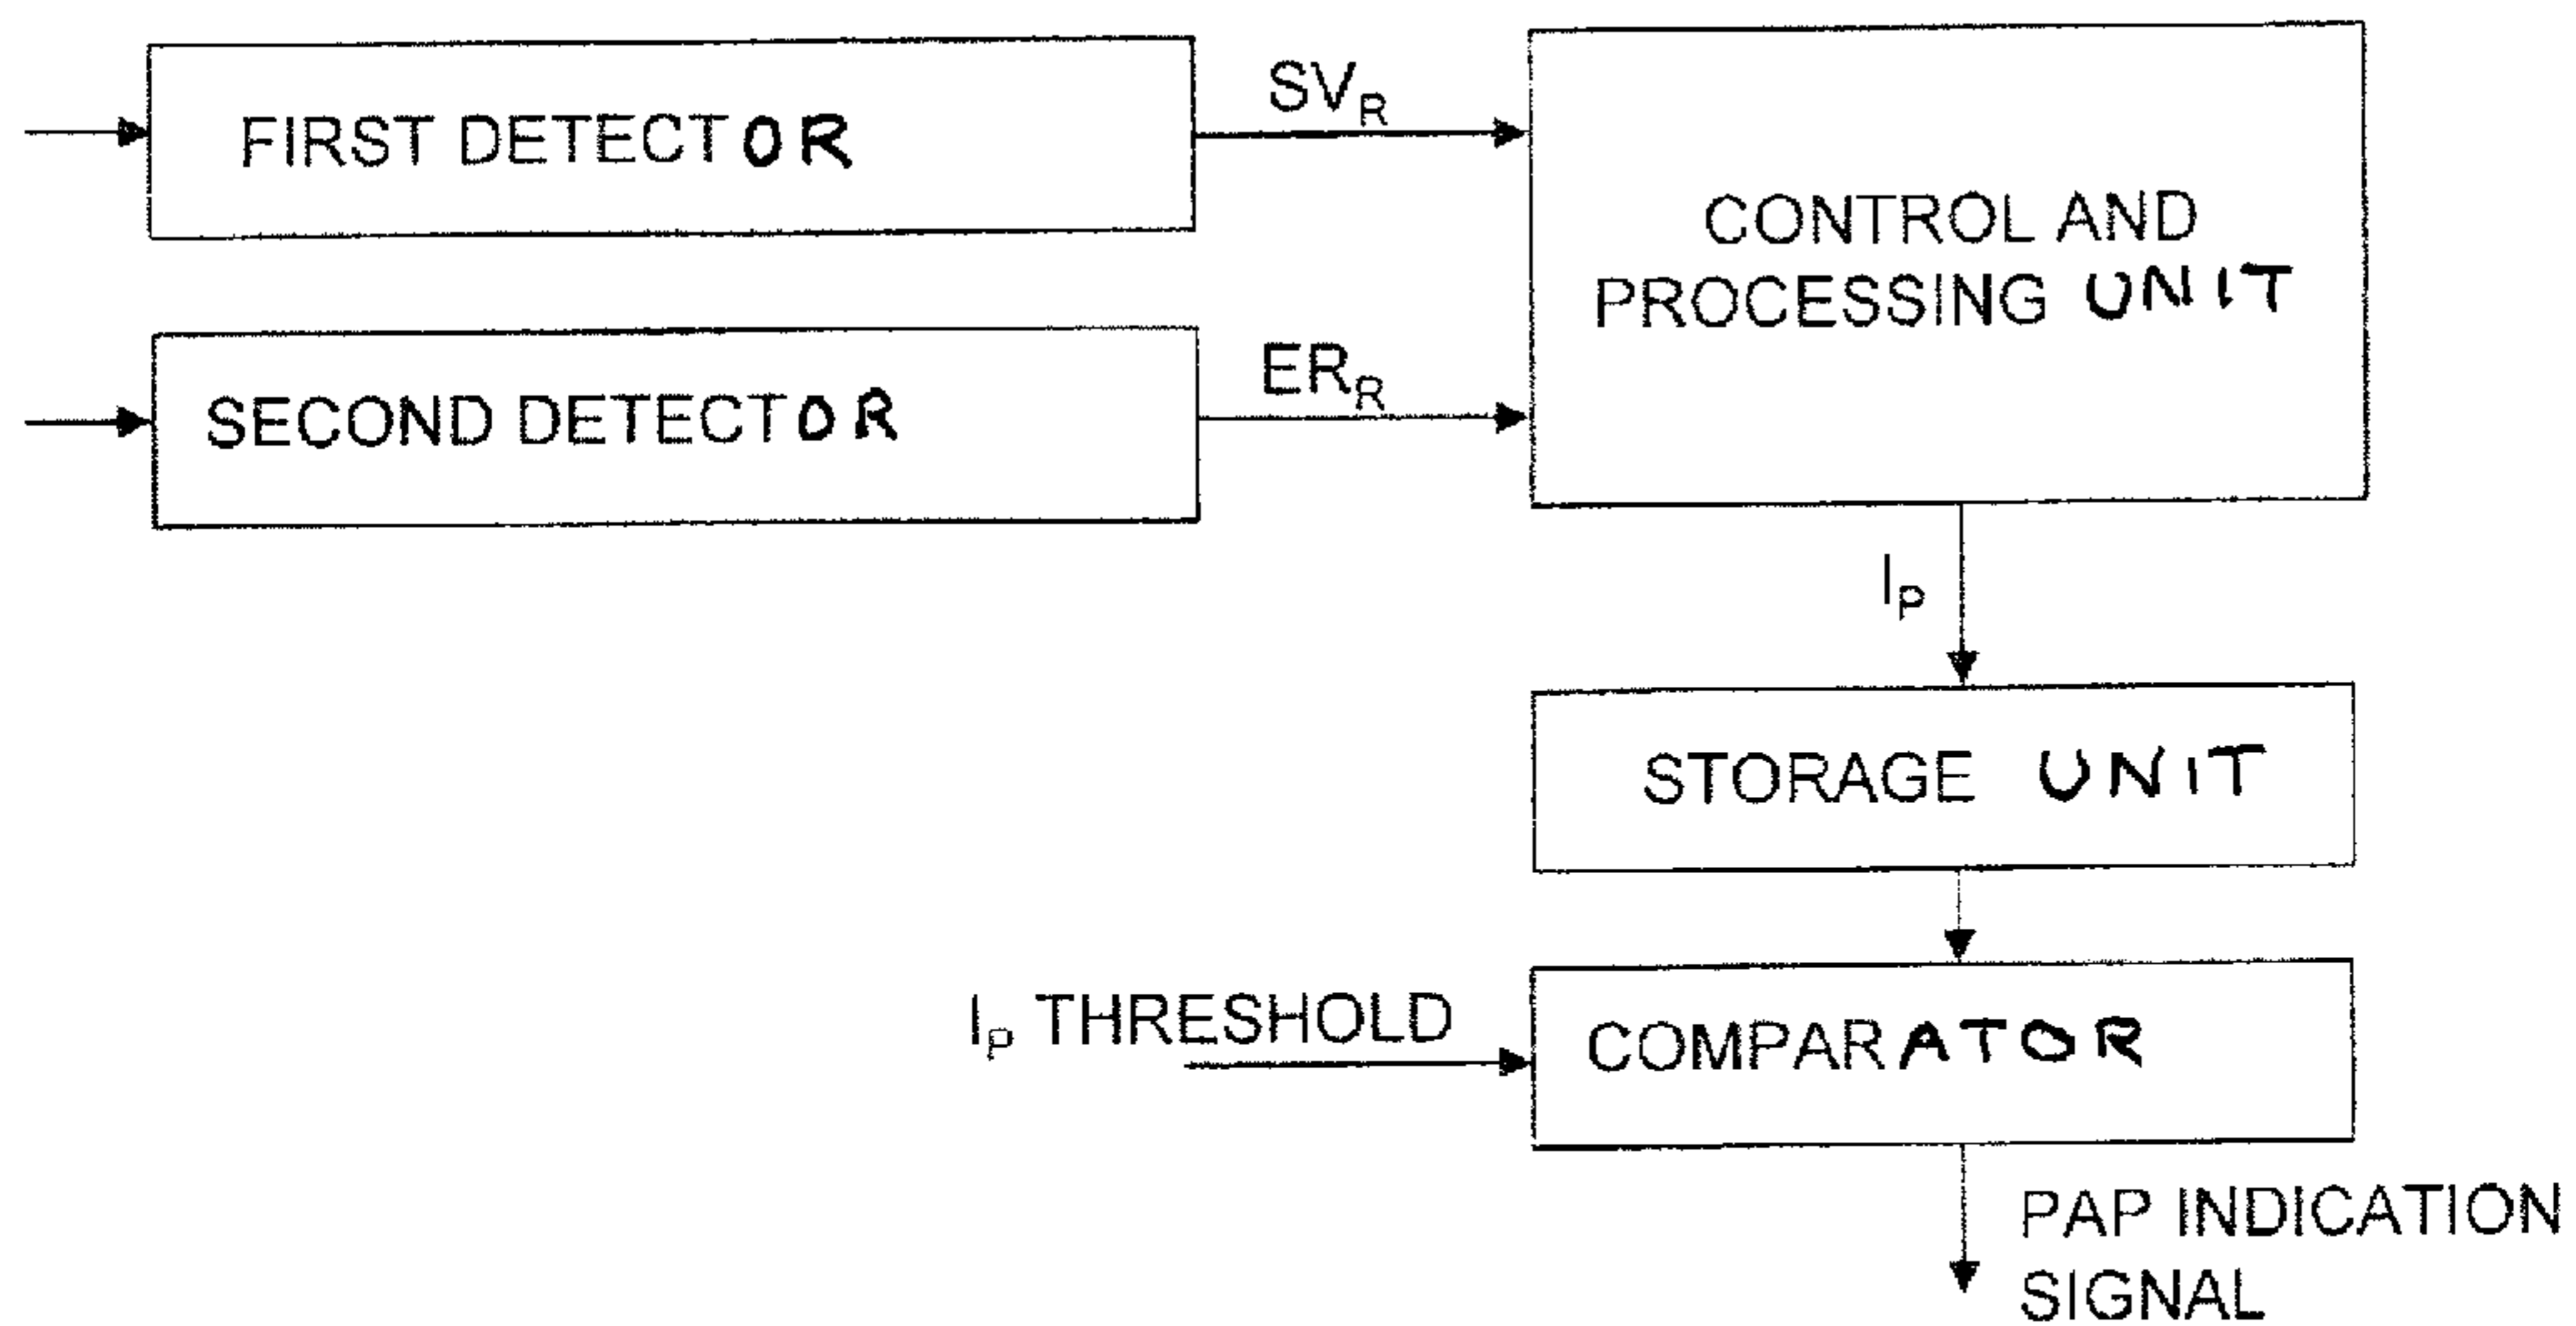 FIRST DETECTOR
SV_R
CONTROL AND
PROCESSING UNIT
SECOND DETECTOR
ER_R
I_P
STORAGE UNIT
I_P THRESHOLD
COMPARATOR
PAP INDICATION
SIGNAL